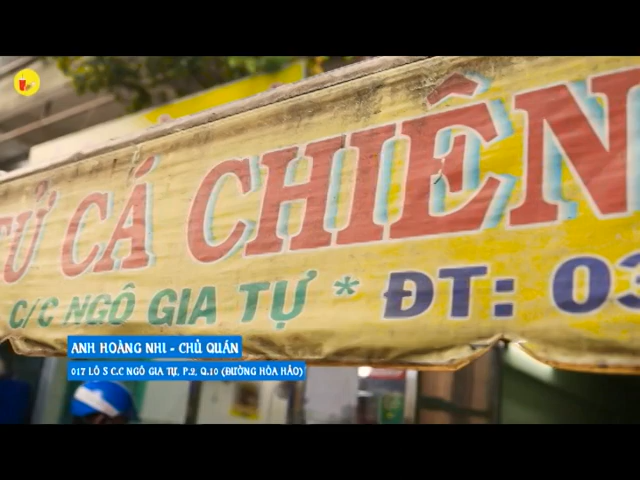 TỬ CÁ CHIÊN
C/C NGÔ GIA TỰ * ĐT: 03
ANH HOÀNG NHI - CHỦ QUÁN
017 LÔ S C.C NGÔ GIA TỰ, P.2, Q.10 (ĐƯỜNG HÒA HẢO)